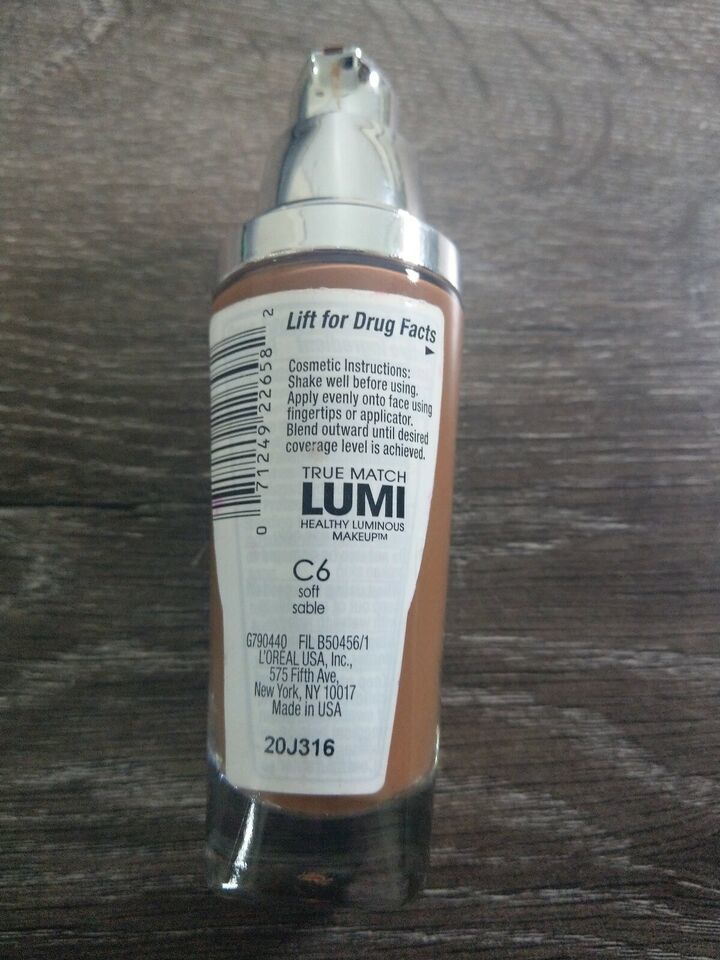 Lift for Drug Facts
Cosmetic Instructions:
Shake well before using.
Apply evenly onto face using
fingertips or applicator.
Blend outward until desired
coverage level is achieved.
TRUE MATCH
LUMI
HEALTHY LUMINOUS
MAKEUP™
C6
soft
sable
G790440 FIL B50456/1
L'ORÉAL USA, Inc.,
575 Fifth Ave,
New York, NY 10017
Made in USA
20J316
0 71249 22658 2